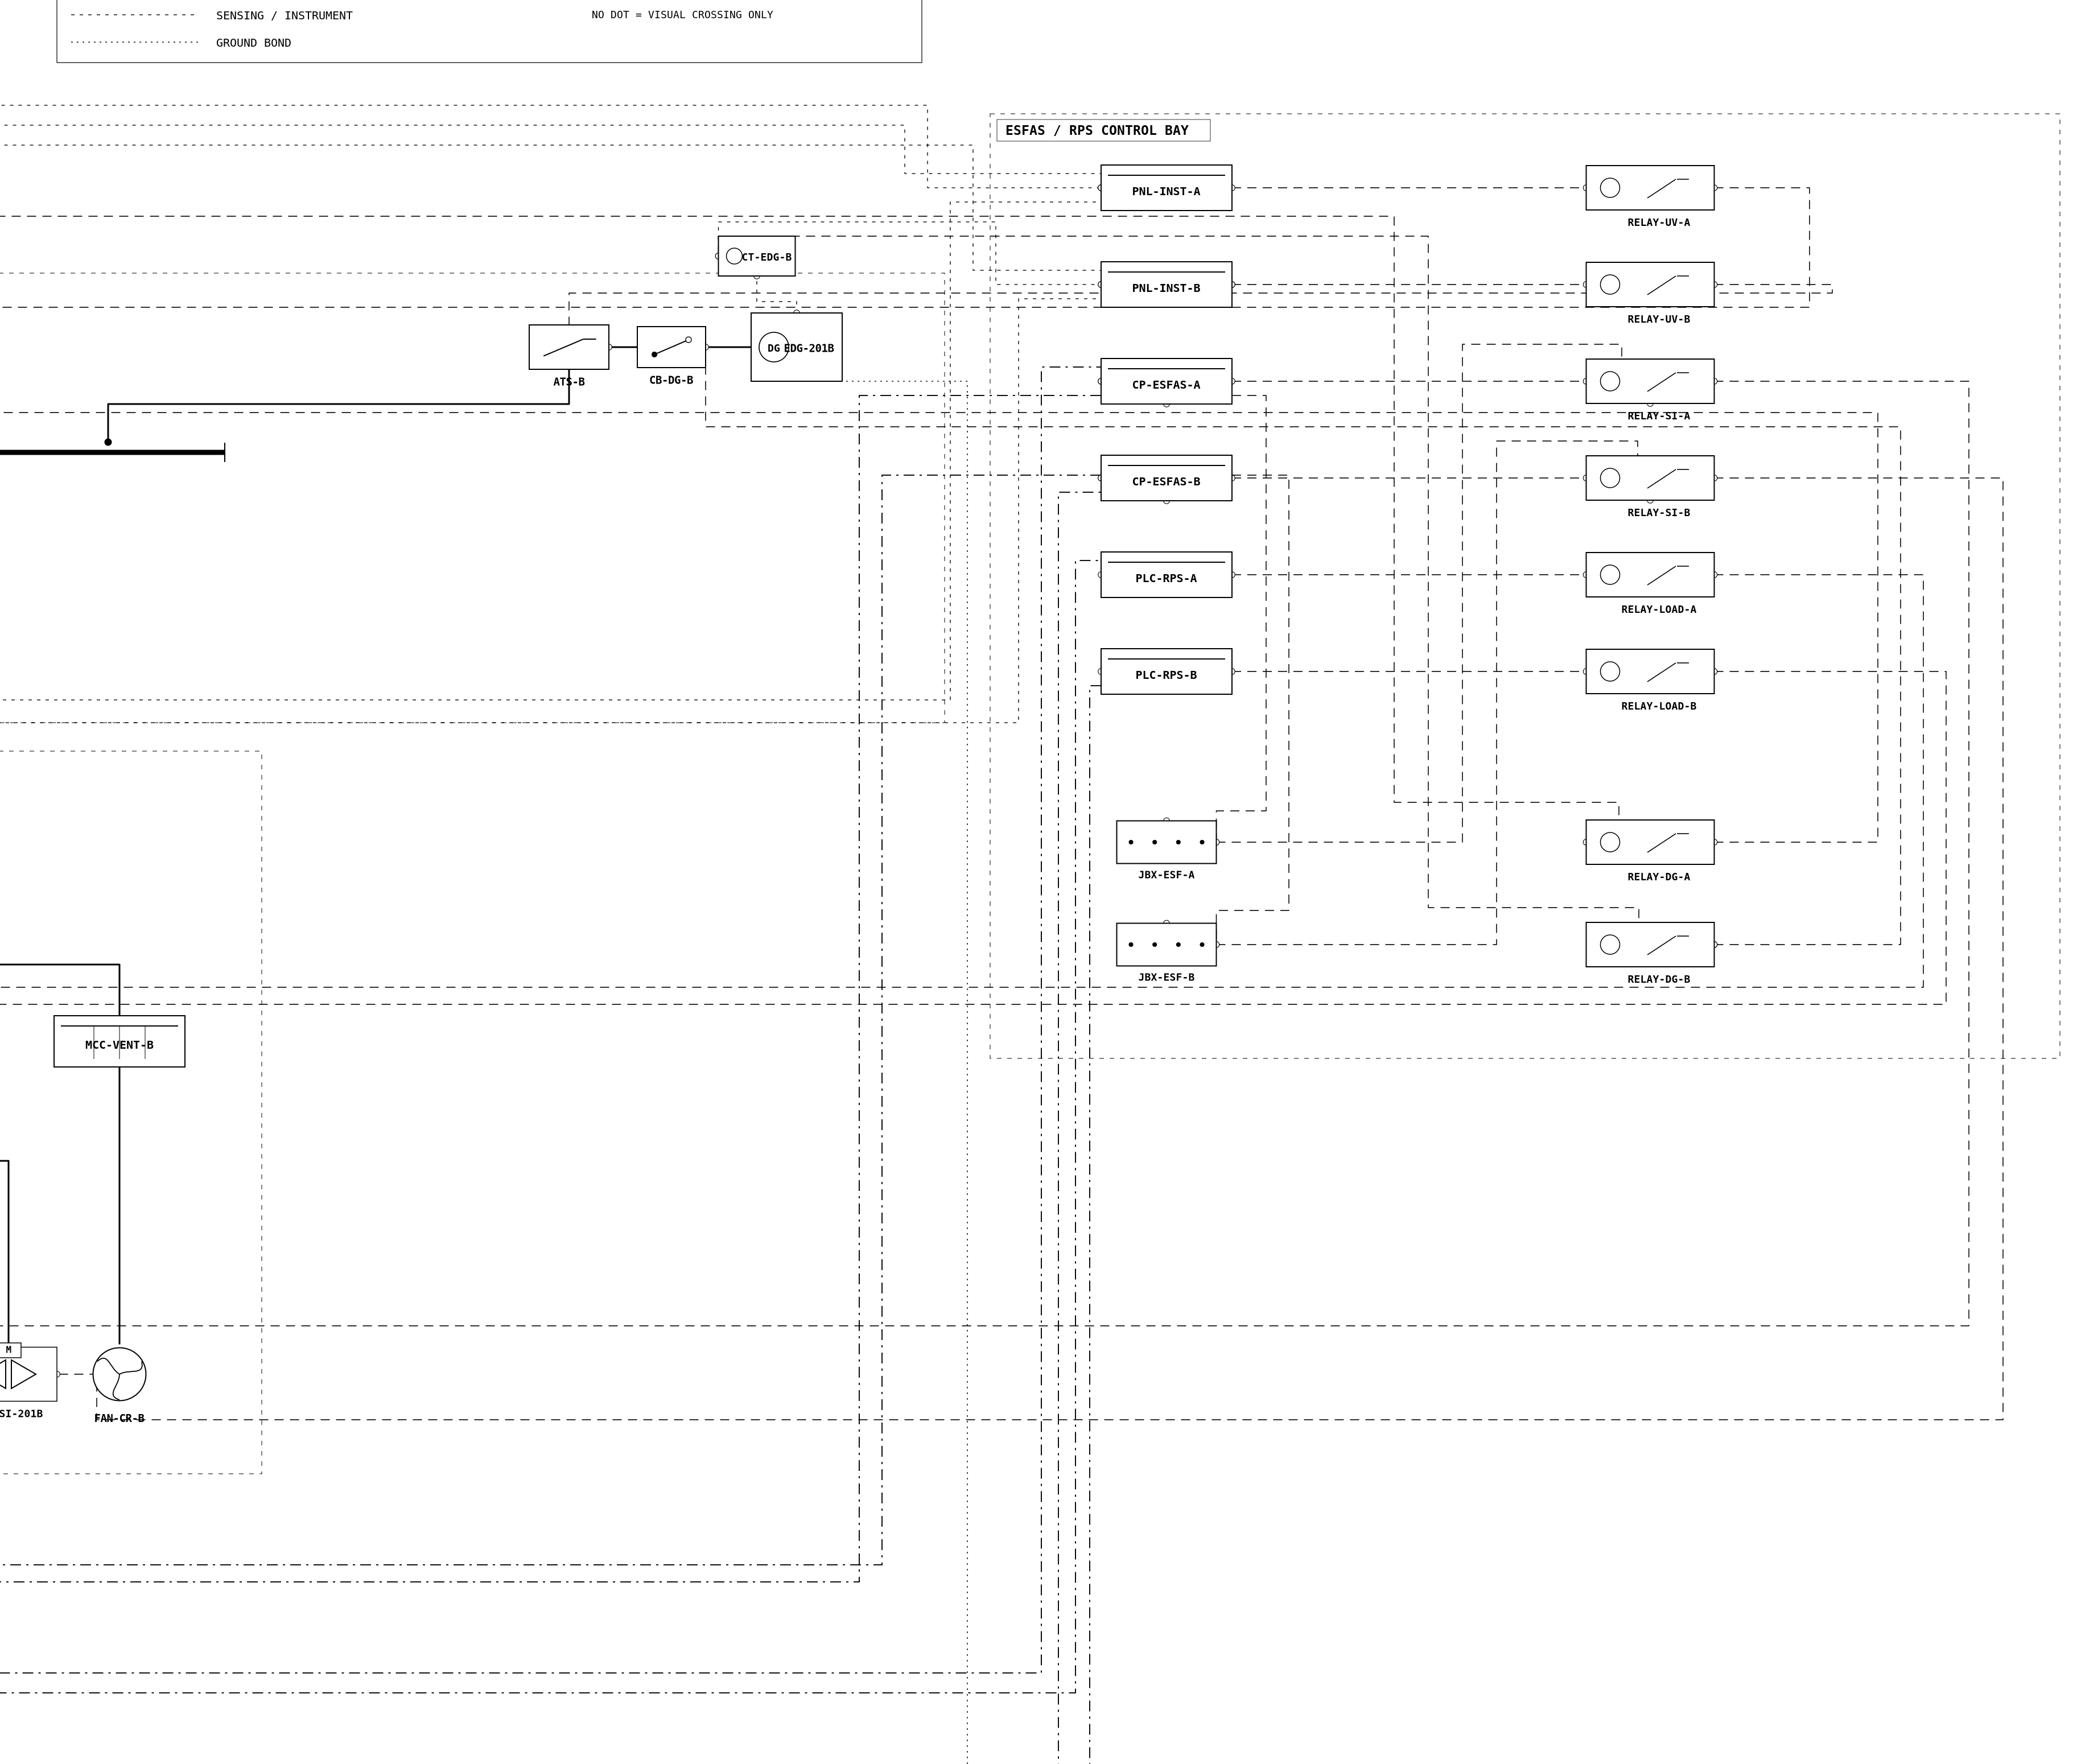 SENSING / INSTRUMENT
NO DOT = VISUAL CROSSING ONLY
GROUND BOND
ESFAS / RPS CONTROL BAY
PNL-INST-A
RELAY-UV-A
CT-EDG-B
PNL-INST-B
RELAY-UV-B
DG EDG-201B
ATS-B
CB-DG-B
CP-ESFAS-A
RELAY-SI-A
CP-ESFAS-B
RELAY-SI-B
PLC-RPS-A
RELAY-LOAD-A
PLC-RPS-B
RELAY-LOAD-B
JBX-ESF-A
RELAY-DG-A
JBX-ESF-B
RELAY-DG-B
MCC-VENT-B
M
SI-201B
FAN-CR-B